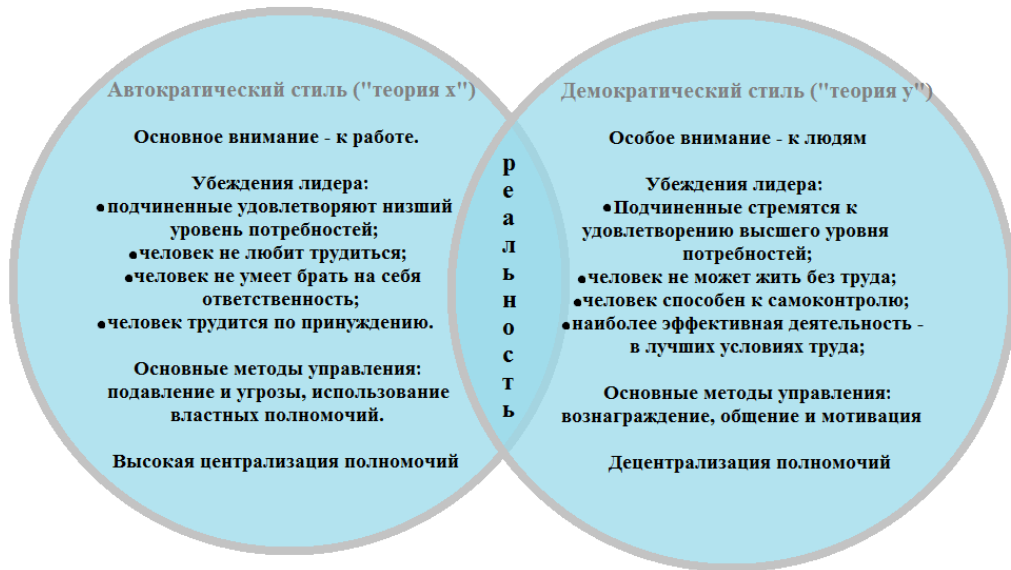 Автократический стиль ("теория х")
Основное внимание - к работе.
Убеждения лидера:
•подчиненные удовлетворяют низший
уровень потребностей;
•человек не любит трудиться;
•человек не умеет брать на себя
ответственность;
•человек трудится по принуждению.
Основные методы управления:
подавление и угрозы, использование
властных полномочий.
Высокая централизация полномочий
реальность
Демократический стиль ("теория у")
Особое внимание - к людям
Убеждения лидера:
•Подчиненные стремятся к
удовлетворению высшего уровня
потребностей;
•человек не может жить без труда;
•человек способен к самоконтролю;
•наиболее эффективная деятельность -
в лучших условиях труда;
Основные методы управления:
вознаграждение, общение и мотивация
Децентрализация полномочий